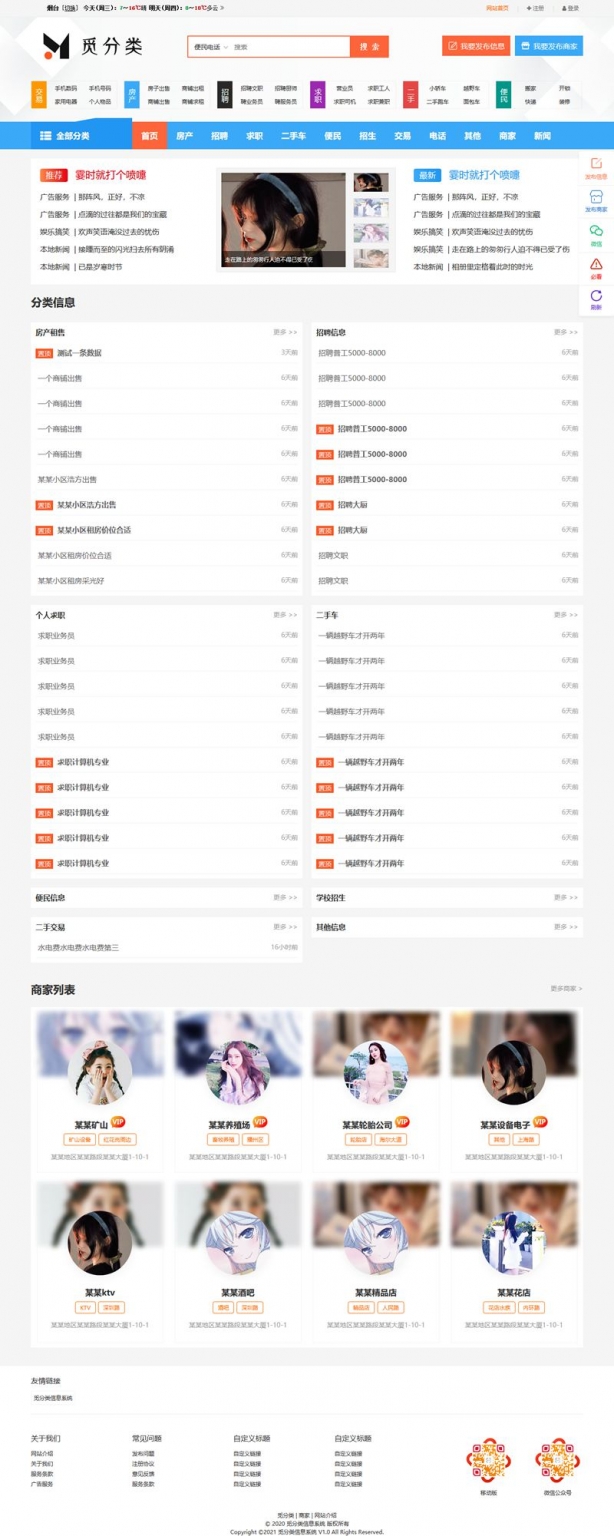 烟台 [切换] 今天(周三): 7~16℃晴 明天(周四): 8~18℃多云 »
网站首页 注册 登录
觅分类
便民电话 搜索 搜 索
我要发布信息 我要发布商家
交易 手机数码 手机号码 家用电器 个人物品
房产 房子出售 商铺出租 商铺出售 商铺求租
招聘 招聘文职 招聘厨师 聘业务员 聘服务员
求职 营业员 求职工人 求职司机 求职兼职
二手 小轿车 越野车 二手跑车 面包车
便民 搬家 开锁 快递 装修
全部分类 首页 房产 招聘 求职 二手车 便民 招生 交易 电话 其他 商家 新闻
推荐 霎时就打个喷嚏
广告服务 | 那阵风，正好，不凉
广告服务 | 点滴的过往都是我们的宝藏
娱乐搞笑 | 欢声笑语淹没过去的忧伤
本地新闻 | 接踵而至的闪光扫去所有阴霾
本地新闻 | 已是岁寒时节
走在路上的匆匆行人迫不得已受了伤
最新 霎时就打个喷嚏
广告服务 | 那阵风，正好，不凉
广告服务 | 点滴的过往都是我们的宝藏
娱乐搞笑 | 欢声笑语淹没过去的忧伤
本地新闻 | 走在路上的匆匆行人迫不得已受了伤
本地新闻 | 相册里定格着此时的时光
发布信息
发布商家
微信
必看
刷新
分类信息
房产租售 更多 >>
置顶 测试一条数据 3天前
一个商铺出售 6天前
一个商铺出售 6天前
一个商铺出售 6天前
一个商铺出售 6天前
某某小区浩方出售 6天前
置顶 某某小区浩方出售 6天前
置顶 某某小区租房价位合适 6天前
某某小区租房价位合适 6天前
某某小区租房采光好 6天前
招聘信息 更多 >>
招聘普工5000-8000 6天前
招聘普工5000-8000 6天前
招聘普工5000-8000 6天前
置顶 招聘普工5000-8000 6天前
置顶 招聘普工5000-8000 6天前
置顶 招聘普工5000-8000 6天前
置顶 招聘大厨 6天前
置顶 招聘大厨 6天前
招聘文职 6天前
招聘文职 6天前
个人求职 更多 >>
求职业务员 6天前
求职业务员 6天前
求职业务员 6天前
求职业务员 6天前
求职业务员 6天前
置顶 求职计算机专业 6天前
置顶 求职计算机专业 6天前
置顶 求职计算机专业 6天前
置顶 求职计算机专业 6天前
置顶 求职计算机专业 6天前
二手车 更多 >>
一辆越野车才开两年 6天前
一辆越野车才开两年 6天前
一辆越野车才开两年 6天前
一辆越野车才开两年 6天前
一辆越野车才开两年 6天前
置顶 一辆越野车才开两年 6天前
置顶 一辆越野车才开两年 6天前
置顶 一辆越野车才开两年 6天前
置顶 一辆越野车才开两年 6天前
置顶 一辆越野车才开两年 6天前
便民信息 更多 >>
学校招生 更多 >>
二手交易 更多 >>
水电费水电费水电费第三 16小时前
其他信息 更多 >>
商家列表 更多商家 >
某某矿山 VIP
矿山设备
某某地区某某路段某某大厦1-10-1
某某养殖场 VIP
畜牧养殖
某某地区某某路段某某大厦1-10-1
某某轮胎公司 VIP
轮胎店 海尔大道
某某地区某某路段某某大厦1-10-1
某某设备电子 VIP
其他 上海路
某某地区某某路段某某大厦1-10-1
某某ktv
KTV 深圳路
某某地区某某路段某某大厦1-10-1
某某酒吧
酒吧 深圳路
某某地区某某路段某某大厦1-10-1
某某精品店
精品店 人民路
某某地区某某路段某某大厦1-10-1
某某花店
某某地区某某路段某某大厦1-10-1
友情链接
觅分类信息系统
关于我们 常见问题 自定义标题 自定义标题
网站介绍 发布问题 自定义链接 自定义链接
关于我们 注册协议 自定义链接 自定义链接
服务条款 意见反馈 自定义链接 自定义链接
广告服务 服务条款 自定义链接 自定义链接
移动版 微信公众号
觅分类 | 商家 | 网站介绍
© 2020 觅分类信息系统 版权所有
Copyright ©2021 觅分类信息系统 V1.0 All Rights Reserved.